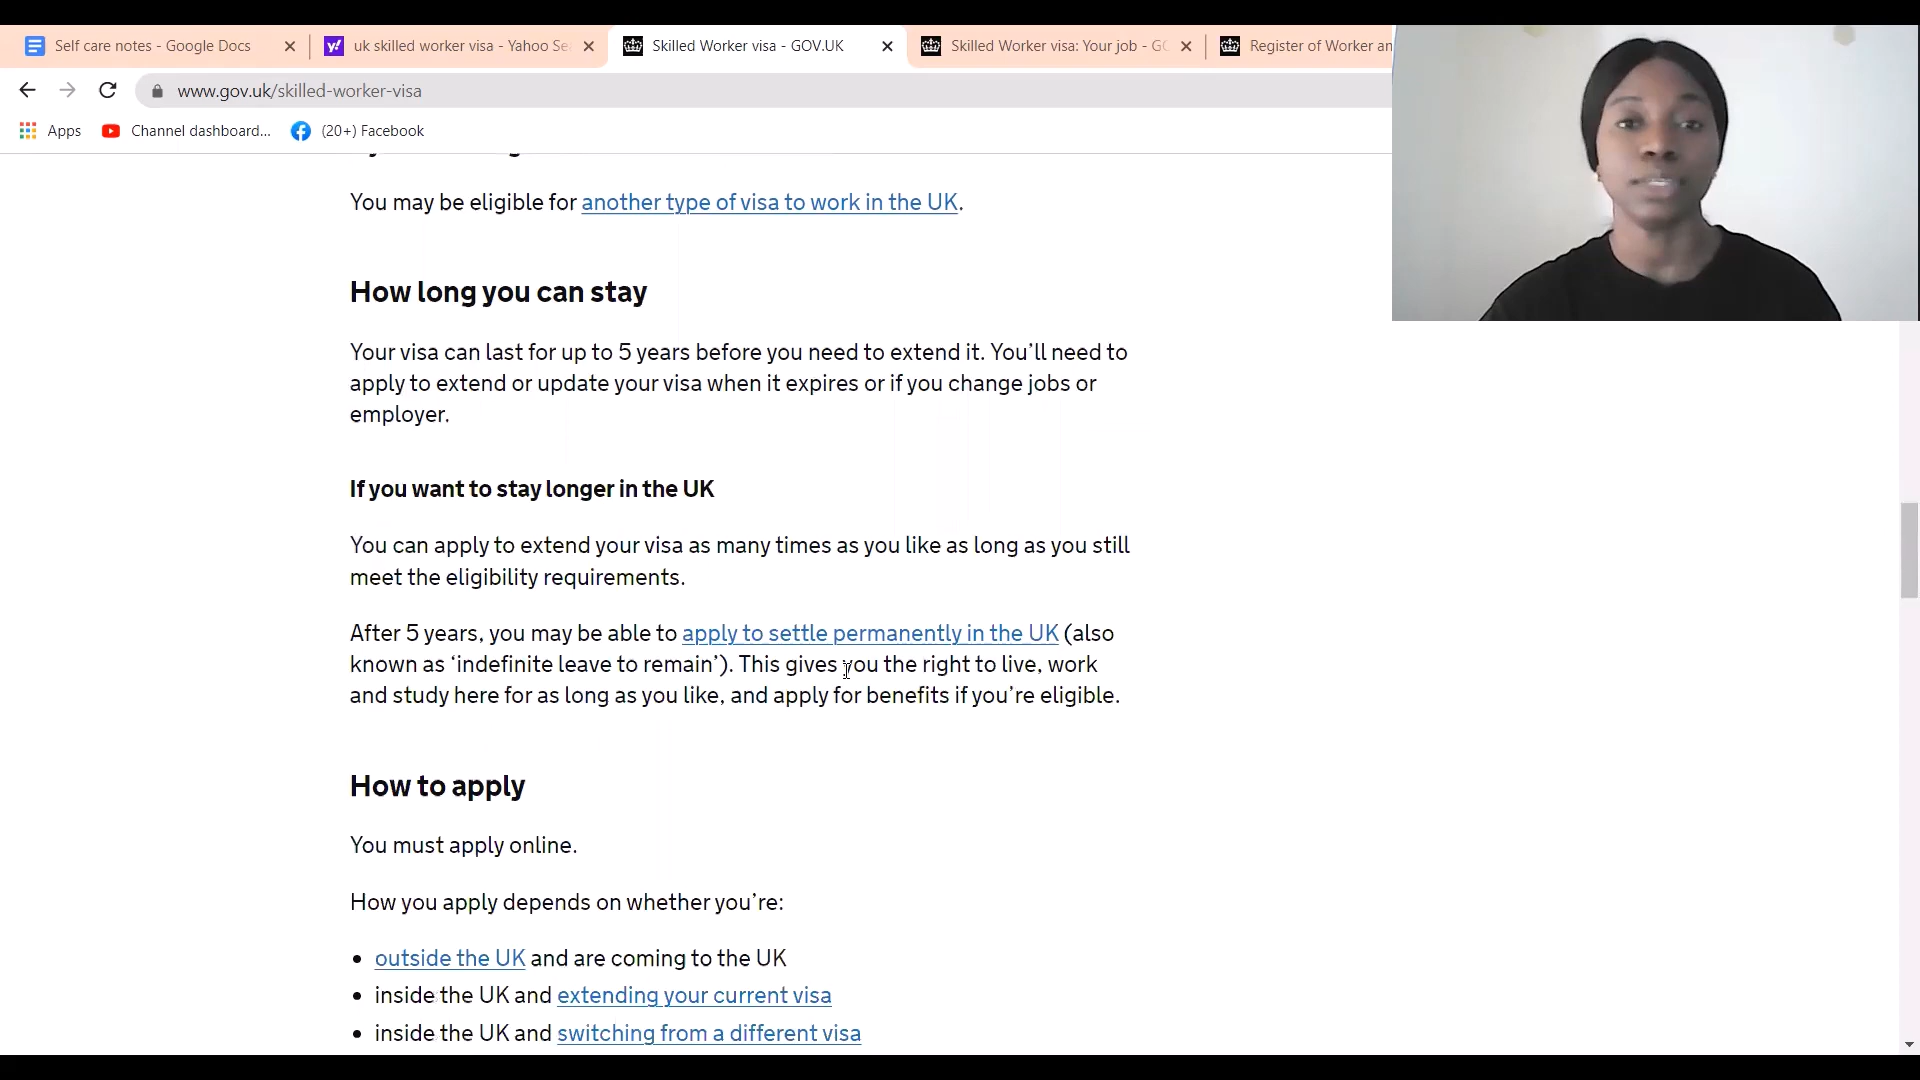 Self care notes - Google Docs
uk skilled worker visa - Yahoo Se
Skilled Worker visa - GOV.UK
Skilled Worker visa: Your job - GO
Register of Worker an
www.gov.uk/skilled-worker-visa
Apps
Channel dashboard...
(20+) Facebook
You may be eligible for another type of visa to work in the UK.
How long you can stay
Your visa can last for up to 5 years before you need to extend it. You’ll need to
apply to extend or update your visa when it expires or if you change jobs or
employer.
If you want to stay longer in the UK
You can apply to extend your visa as many times as you like as long as you still
meet the eligibility requirements.
After 5 years, you may be able to apply to settle permanently in the UK (also
known as ‘indefinite leave to remain’). This gives you the right to live, work
and study here for as long as you like, and apply for benefits if you’re eligible.
How to apply
You must apply online.
How you apply depends on whether you’re:
• outside the UK and are coming to the UK
• inside the UK and extending your current visa
• inside the UK and switching from a different visa